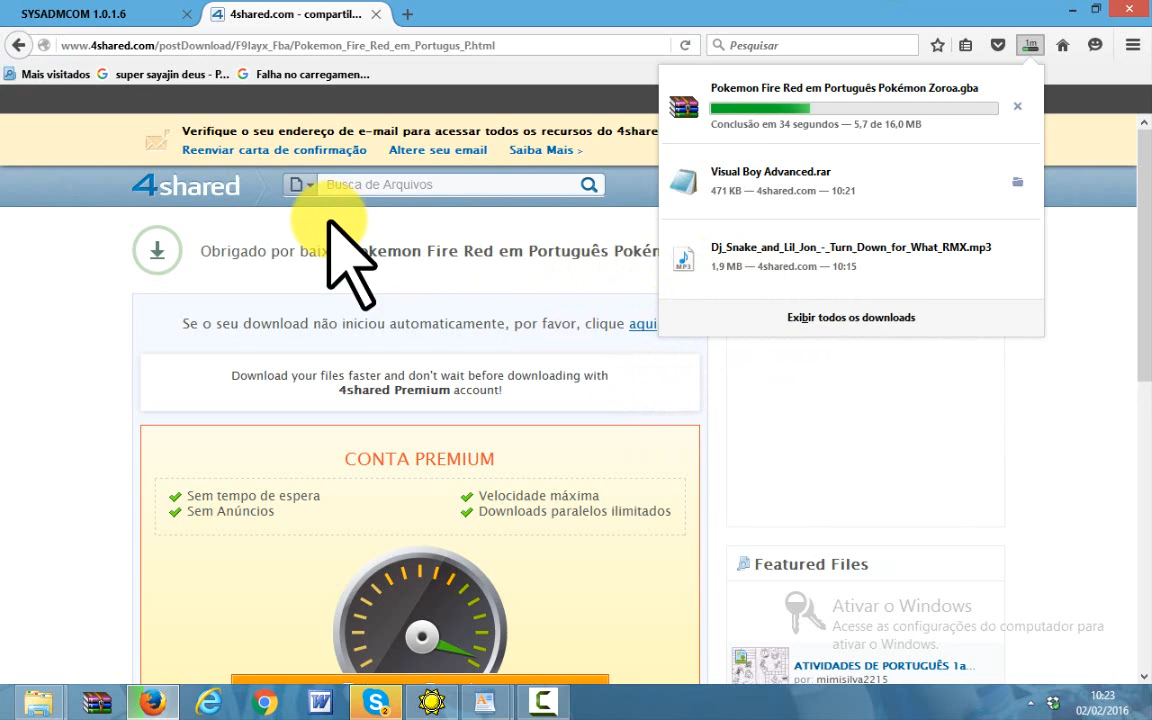 SYSADMCOM 1.0.1.6
4shared.com - compartil...
www.4shared.com/postDownload/F9layx_Fba/Pokemon_Fire_Red_em_Portugus_P.html
Pesquisar
1m
Mais visitados
super sayajin deus - P...
Falha no carregamen...
Pokemon Fire Red em Português Pokémon Zoroa.gba
Conclusão em 34 segundos — 5,7 de 16,0 MB
Visual Boy Advanced.rar
471 KB — 4shared.com — 10:21
Dj_Snake_and_Lil_Jon_-_Turn_Down_for_What_RMX.mp3
1,9 MB — 4shared.com — 10:15
Exibir todos os downloads
Verifique o seu endereço de e-mail para acessar todos os recursos do 4share
Reenviar carta de confirmação
Altere seu email
Saiba Mais >
4shared
Busca de Arquivos
Obrigado por baix kemon Fire Red em Português Pokém
Se o seu download não iniciou automaticamente, por favor, clique aqui
Download your files faster and don't wait before downloading with
4shared Premium account!
CONTA PREMIUM
Sem tempo de espera
Velocidade máxima
Sem Anúncios
Downloads paralelos ilimitados
Featured Files
Ativar o Windows
Acesse as configurações do computador para
ativar o Windows.
ATIVIDADES DE PORTUGUÊS 1a...
por: mimisilva2215
MP3
10:23
02/02/2016